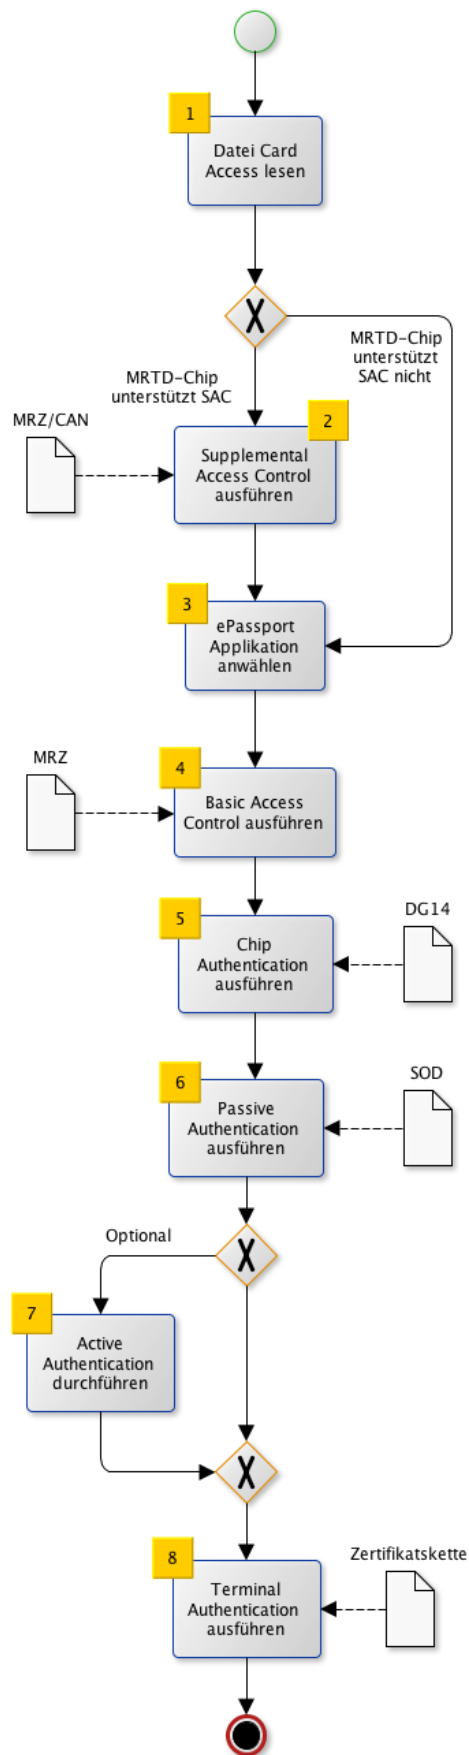 1
Datei Card
Access lesen
MRTD-Chip
unterstützt
SAC nicht
MRTD-Chip
unterstützt SAC
MRZ/CAN
2
Supplemental
Access Control
ausführen
3
ePassport
Applikation
anwählen
MRZ
4
Basic Access
Control ausführen
5
Chip
Authentication
ausführen
DG14
6
Passive
Authentication
ausführen
SOD
Optional
7
Active
Authentication
durchführen
8
Terminal
Authentication
ausführen
Zertifikatskette